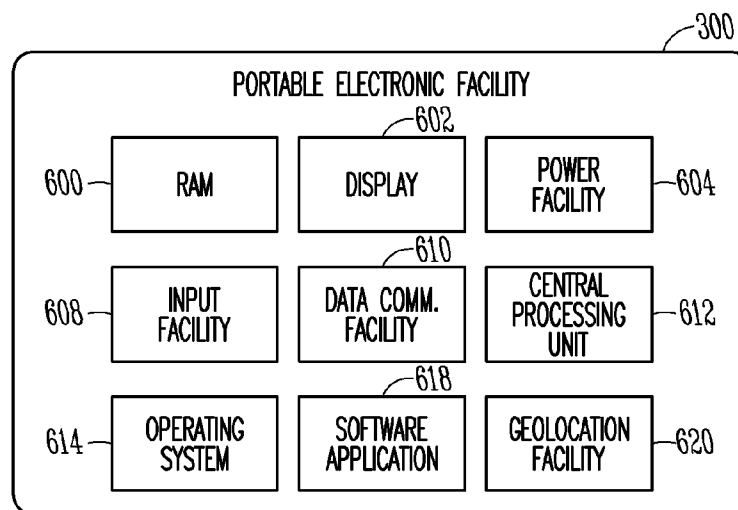 300
PORTABLE ELECTRONIC FACILITY
602
600
RAM
DISPLAY
POWER
FACILITY
604
610
608
INPUT
FACILITY
DATA COMM.
FACILITY
CENTRAL
PROCESSING
UNIT
612
618
614
OPERATING
SYSTEM
SOFTWARE
APPLICATION
GEOLOCATION
FACILITY
620